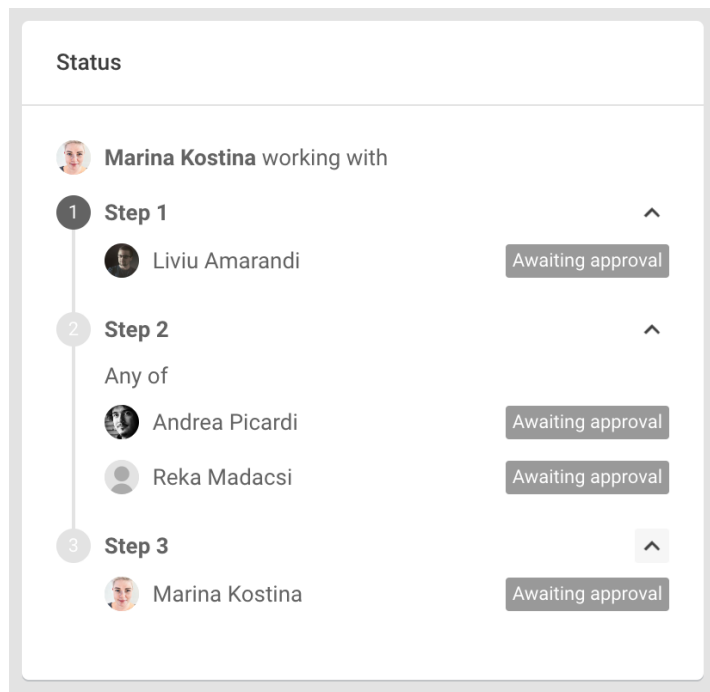 Status
Marina Kostina working with
1 Step 1
Liviu Amarandi Awaiting approval
2 Step 2
Any of
Andrea Picardi Awaiting approval
Reka Madacsi Awaiting approval
3 Step 3
Marina Kostina Awaiting approval